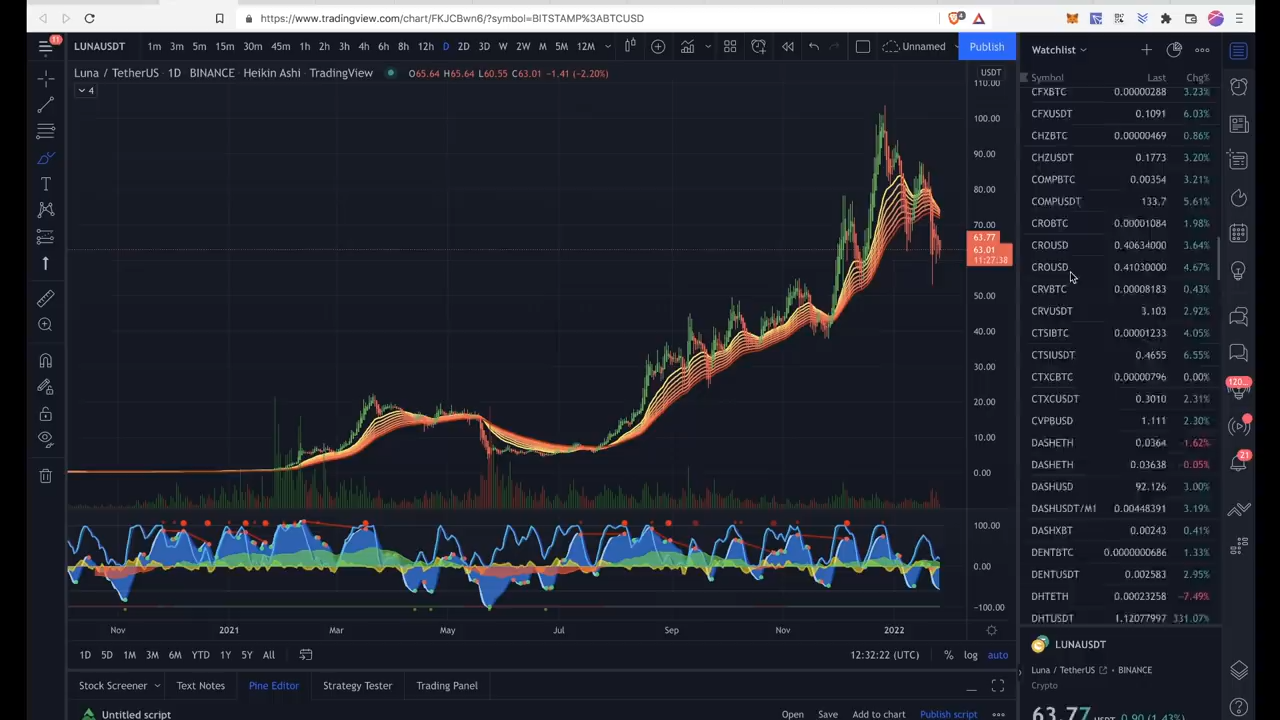 https://www.tradingview.com/chart/FKJCBwn6/?symbol=BITSTAMP%3ABTCUSD
4
11
LUNAUSDT 1m 3m 5m 15m 30m 45m 1h 2h 3h 4h 6h 8h 12h D 2D 3D W 2W M 5M 12M Unnamed Publish
Luna / TetherUS 1D BINANCE Heikin Ashi TradingView O65.64 H65.64 L60.55 C63.01 −1.41 (−2.20%)
4
USDT
110.00
100.00
90.00
80.00
70.00
63.77
63.01
11:27:38
50.00
40.00
30.00
20.00
10.00
0.00
100.00
0.00
−100.00
Nov 2021 Mar May Jul Sep Nov 2022
1D 5D 1M 3M 6M YTD 1Y 5Y All 12:32:22 (UTC) % log auto
Stock Screener Text Notes Pine Editor Strategy Tester Trading Panel
Untitled script Open Save Add to chart Publish script
Watchlist
Symbol Last Chg%
CFXBTC 0.00000288 3.23%
CFXUSDT 0.1091 6.03%
CHZBTC 0.00000469 0.86%
CHZUSDT 0.1773 3.20%
COMPBTC 0.00354 3.21%
COMPUSDT 133.7 5.61%
CROBTC 0.00001084 1.98%
CROUSD 0.40634000 3.64%
CROUSD 0.41030000 4.67%
CRVBTC 0.00008183 0.43%
CRVUSDT 3.103 2.92%
CTSIBTC 0.00001233 4.05%
CTSIUSDT 0.4655 6.55%
CTXCBTC 0.00000796 0.00%
CTXCUSDT 0.3010 2.31%
CVPBUSD 1.111 2.30%
DASHETH 0.0364 −1.62%
DASHETH 0.03638 −0.05%
DASHUSD 92.126 3.00%
DASHUSDT/M1 0.00448391 3.19%
DASHXBT 0.00243 0.41%
DENTBTC 0.0000000686 1.33%
DENTUSDT 0.002583 2.95%
DHTETH 0.00023258 −7.49%
DHTUSDT 1.12077997 331.07%
LUNAUSDT
Luna / TetherUS BINANCE
Crypto
63.77 USDT 0.90 (1.43%)
120...
21